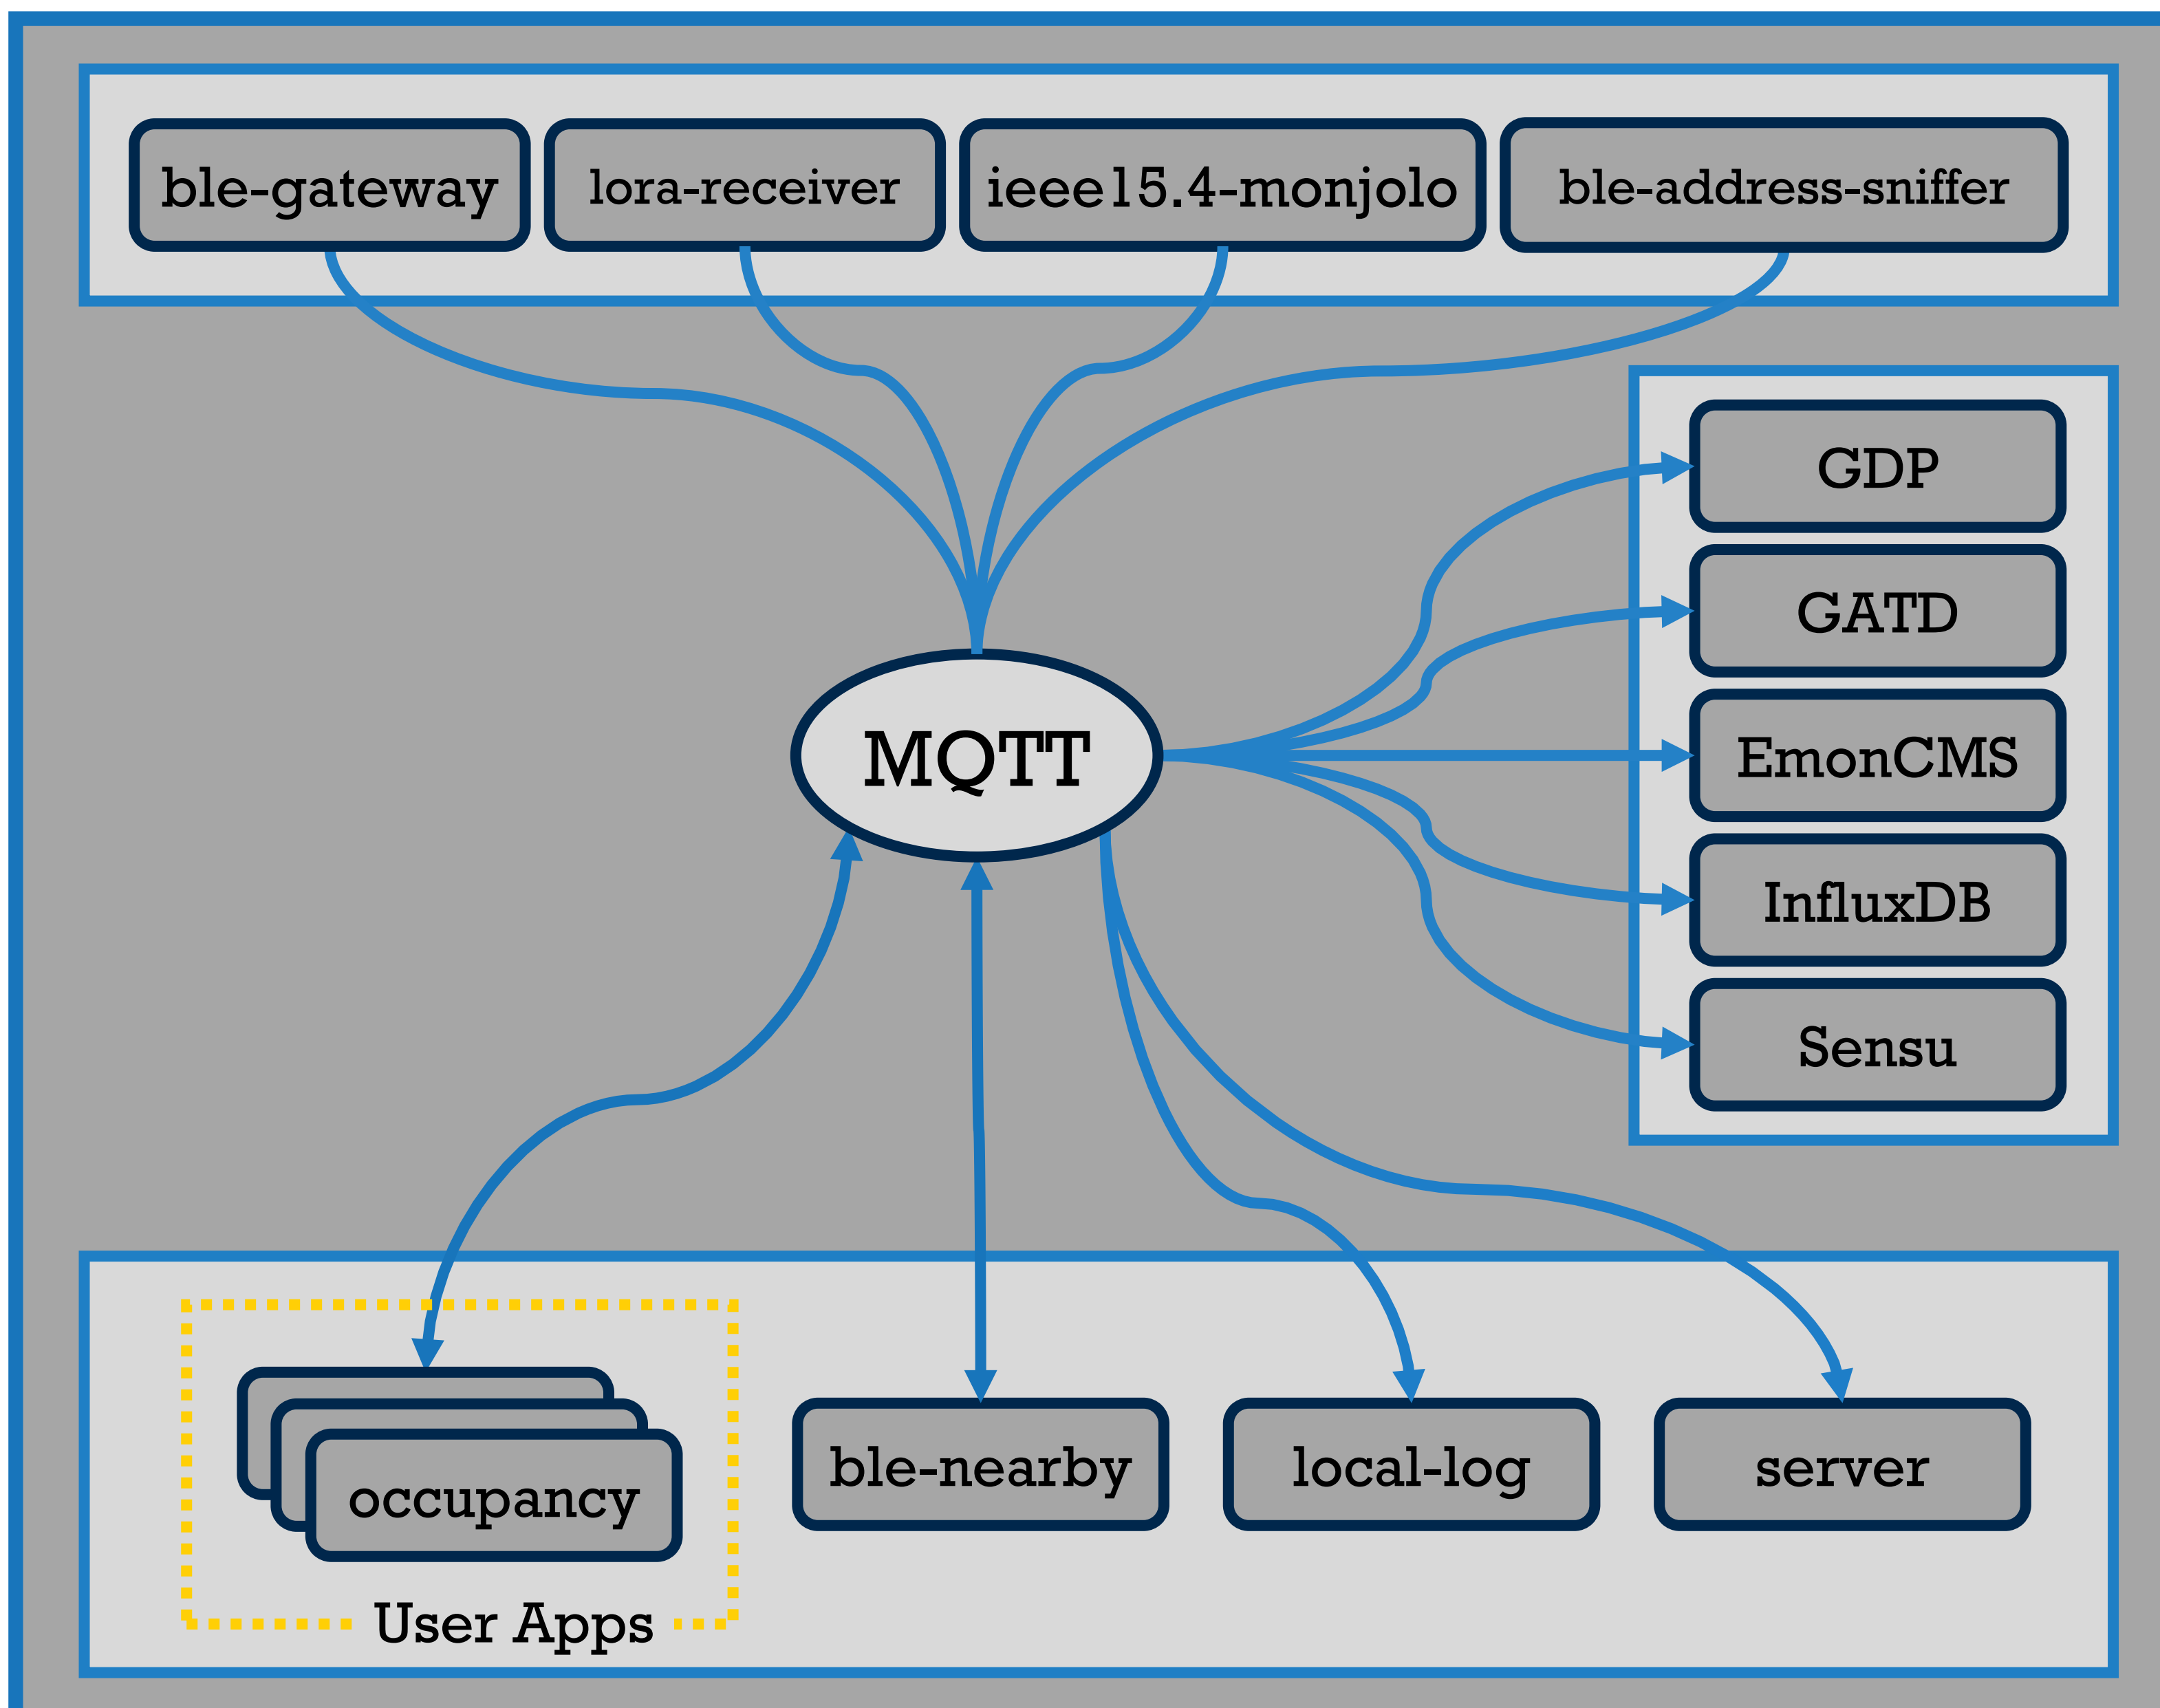 ble-gateway
lora-receiver
ieee15.4-monjolo
ble-address-sniffer
GDP
GATD
EmonCMS
InfluxDB
Sensu
MQTT
occupancy
User Apps
ble-nearby
local-log
server